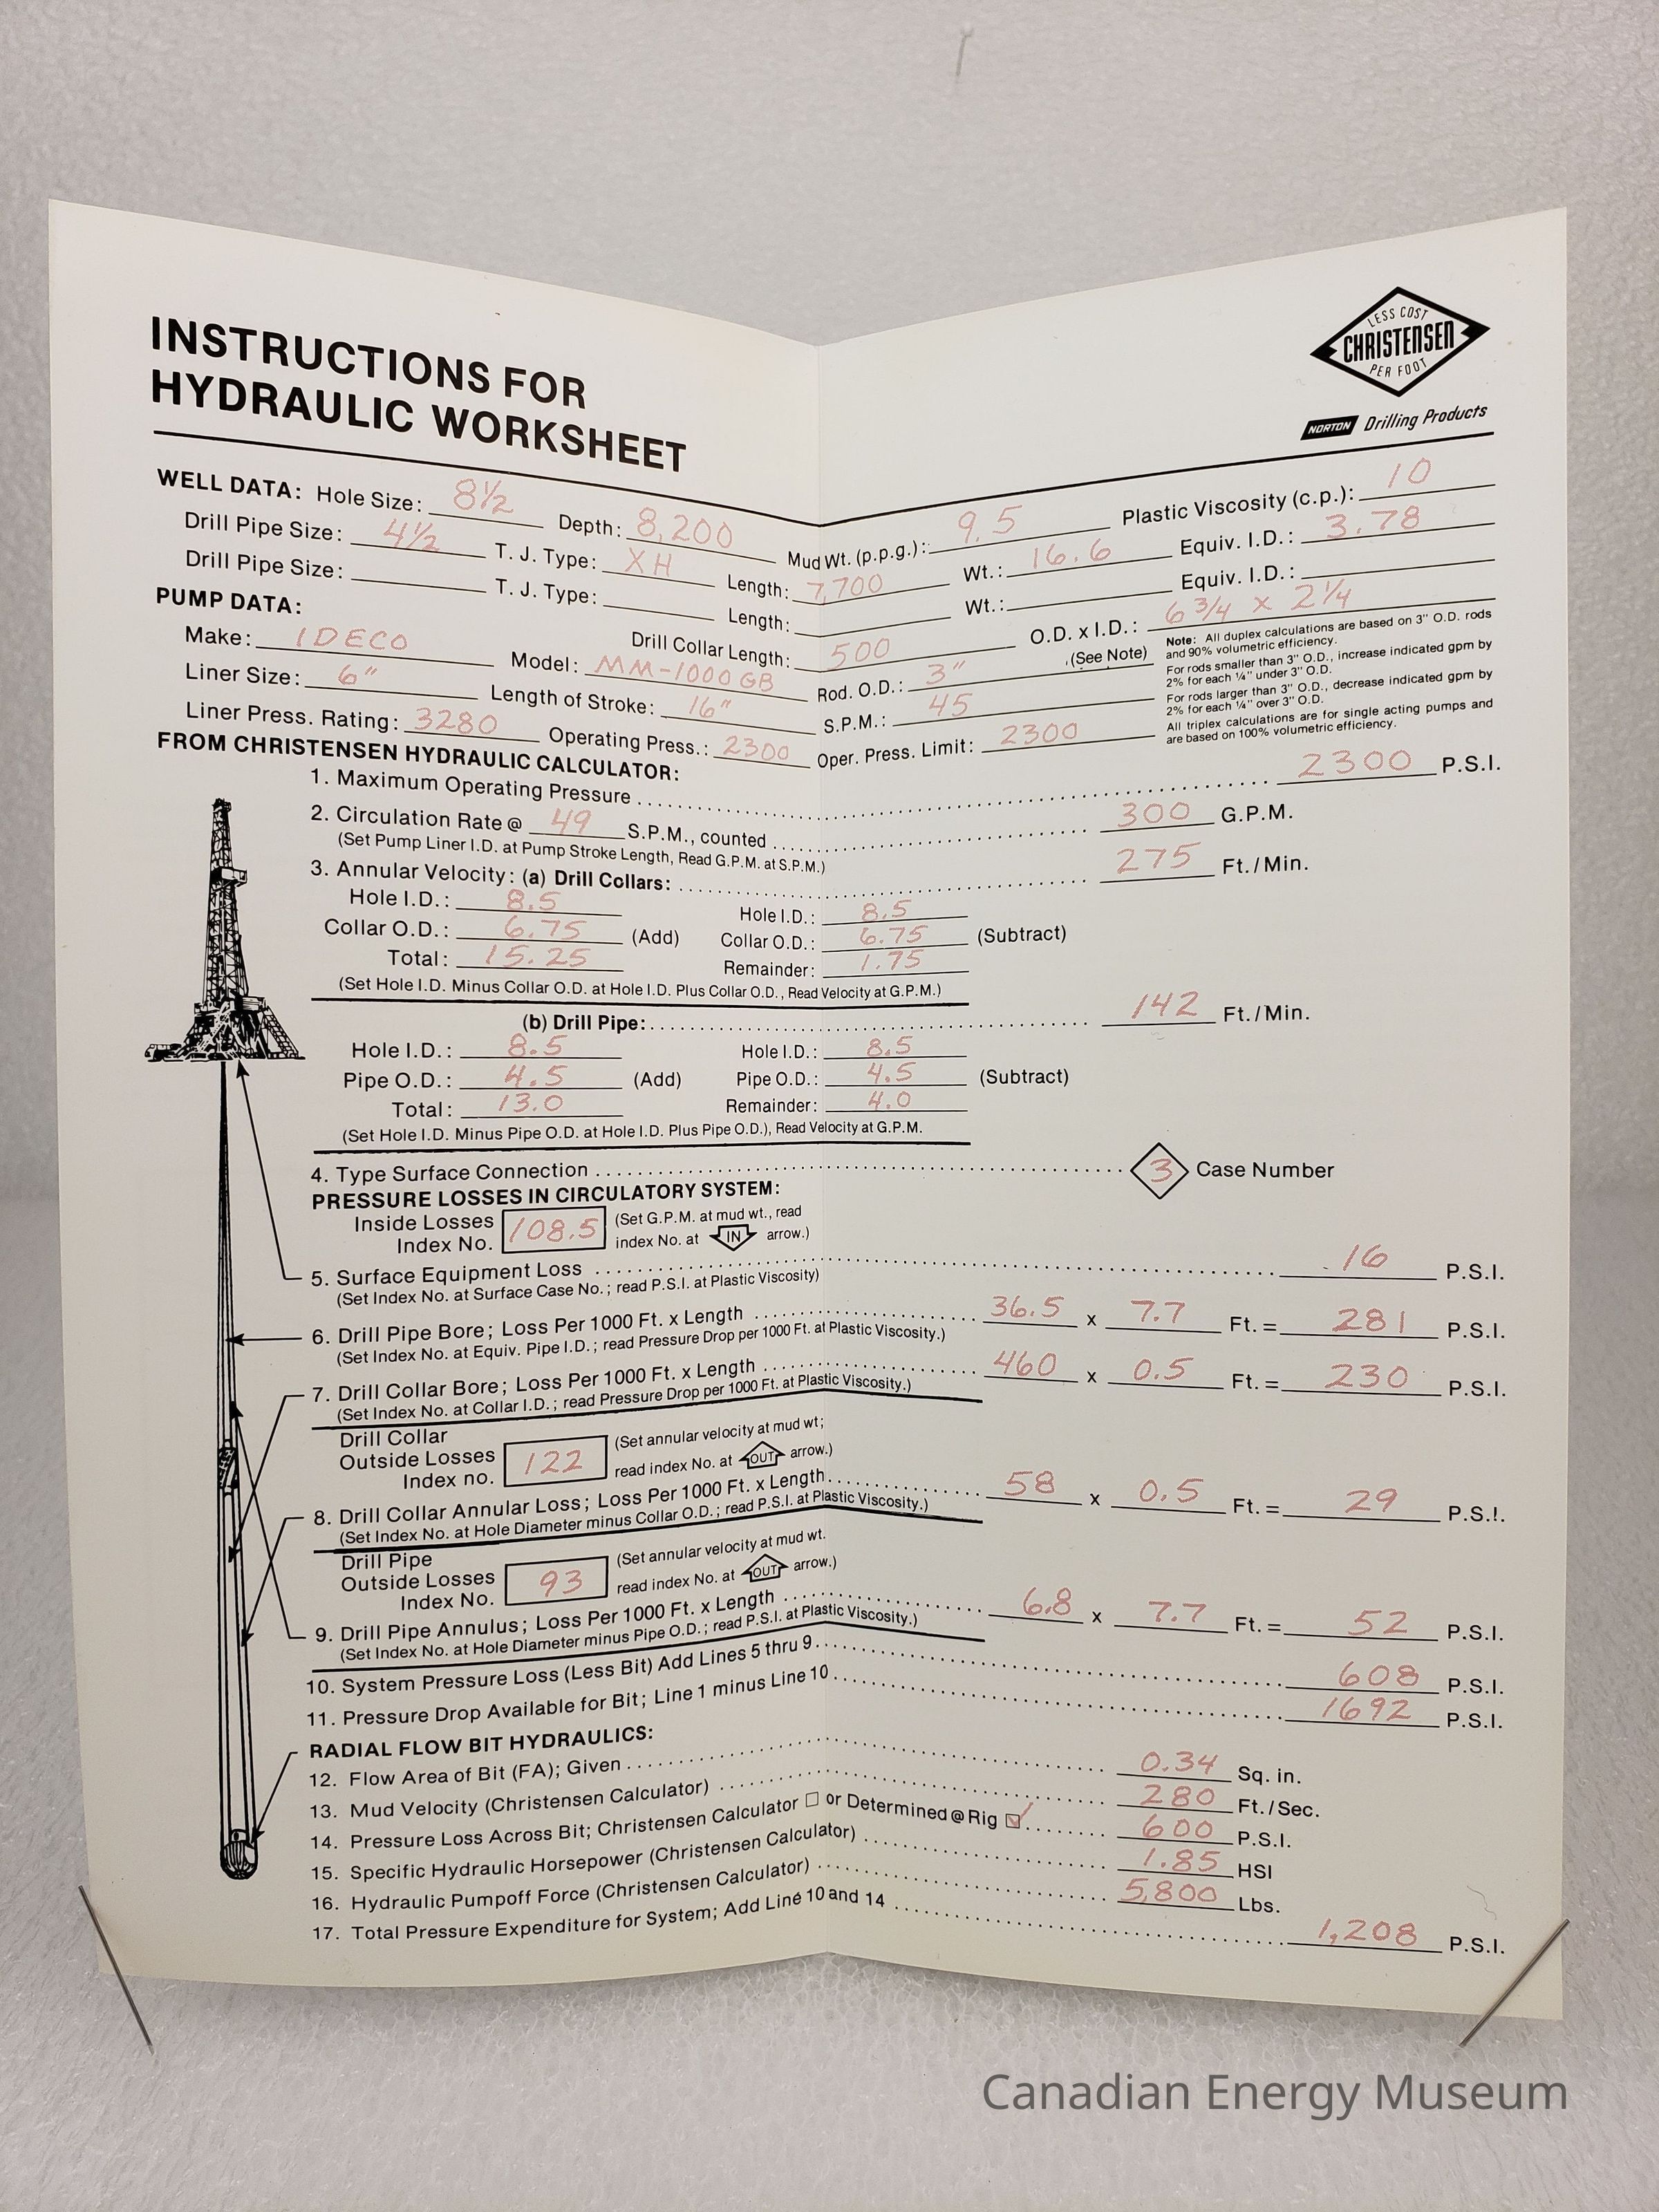 INSTRUCTIONS FOR
HYDRAULIC WORKSHEET
LESS COST
CHRISTENSEN
PER FOOT
NORTON Drilling Products
WELL DATA: Hole Size: 8½ Depth: 8,200 Mud Wt. (p.p.g.): 9.5 Plastic Viscosity (c.p.): 10
Drill Pipe Size: 4½ T. J. Type: XH Length: 7,700 Wt.: 16.6 Equiv. I.D.: 3.78
Drill Pipe Size: T. J. Type: Length: Wt.: Equiv. I.D.:
Drill Collar Length: 500 O.D. x I.D.: 6 3/4 x 2 1/4
PUMP DATA:
Make: IDECO Model: MM-1000 GB Rod. O.D.: 3" (See Note)
Liner Size: 6" Length of Stroke: 16" S.P.M.: 45
Liner Press. Rating: 3280 Operating Press.: 2300 Oper. Press. Limit: 2300
Note: All duplex calculations are based on 3" O.D. rods
and 90% volumetric efficiency.
For rods smaller than 3" O.D., increase indicated gpm by
2% for each ¼" under 3" O.D.
For rods larger than 3" O.D., decrease indicated gpm by
2% for each ¼" over 3" O.D.
All triplex calculations are for single acting pumps and
are based on 100% volumetric efficiency.
FROM CHRISTENSEN HYDRAULIC CALCULATOR:
1. Maximum Operating Pressure 2300 P.S.I.
2. Circulation Rate @ 49 S.P.M., counted 300 G.P.M.
(Set Pump Liner I.D. at Pump Stroke Length, Read G.P.M. at S.P.M.)
3. Annular Velocity: (a) Drill Collars: 275 Ft./Min.
Hole I.D.: 8.5 Hole I.D.: 8.5
Collar O.D.: 6.75 (Add) Collar O.D.: 6.75 (Subtract)
Total: 15.25 Remainder: 1.75
(Set Hole I.D. Minus Collar O.D. at Hole I.D. Plus Collar O.D., Read Velocity at G.P.M.)
(b) Drill Pipe: 142 Ft./Min.
Hole I.D.: 8.5 Hole I.D.: 8.5
Pipe O.D.: 4.5 (Add) Pipe O.D.: 4.5 (Subtract)
Total: 13.0 Remainder: 4.0
(Set Hole I.D. Minus Pipe O.D. at Hole I.D. Plus Pipe O.D.), Read Velocity at G.P.M.
4. Type Surface Connection 3 Case Number
PRESSURE LOSSES IN CIRCULATORY SYSTEM:
Inside Losses 108.5 (Set G.P.M. at mud wt., read
Index No. index No. at IN arrow.)
5. Surface Equipment Loss 16 P.S.I.
(Set Index No. at Surface Case No.; read P.S.I. at Plastic Viscosity)
6. Drill Pipe Bore; Loss Per 1000 Ft. x Length 36.5 x 7.7 Ft. = 281 P.S.I.
(Set Index No. at Equiv. Pipe I.D.; read Pressure Drop per 1000 Ft. at Plastic Viscosity.)
7. Drill Collar Bore; Loss Per 1000 Ft. x Length 460 x 0.5 Ft. = 230 P.S.I.
(Set Index No. at Collar I.D.; read Pressure Drop per 1000 Ft. at Plastic Viscosity.)
Drill Collar
Outside Losses 122 (Set annular velocity at mud wt;
Index no. read index No. at OUT arrow.)
8. Drill Collar Annular Loss; Loss Per 1000 Ft. x Length 58 x 0.5 Ft. = 29 P.S.I.
(Set Index No. at Hole Diameter minus Collar O.D.; read P.S.I. at Plastic Viscosity.)
Drill Pipe
Outside Losses 93 (Set annular velocity at mud wt.
Index No. read index No. at OUT arrow.)
9. Drill Pipe Annulus; Loss Per 1000 Ft. x Length 6.8 x 7.7 Ft. = 52 P.S.I.
(Set Index No. at Hole Diameter minus Pipe O.D.; read P.S.I. at Plastic Viscosity.)
10. System Pressure Loss (Less Bit) Add Lines 5 thru 9 608 P.S.I.
11. Pressure Drop Available for Bit; Line 1 minus Line 10 1692 P.S.I.
RADIAL FLOW BIT HYDRAULICS:
12. Flow Area of Bit (FA); Given 0.34 Sq. in.
13. Mud Velocity (Christensen Calculator) 280 Ft./Sec.
14. Pressure Loss Across Bit; Christensen Calculator ☐ or Determined @ Rig ☑ 600 P.S.I.
15. Specific Hydraulic Horsepower (Christensen Calculator) 1.85 HSI
16. Hydraulic Pumpoff Force (Christensen Calculator) 5,800 Lbs.
17. Total Pressure Expenditure for System; Add Line 10 and 14 1,208 P.S.I.
Canadian Energy Museum